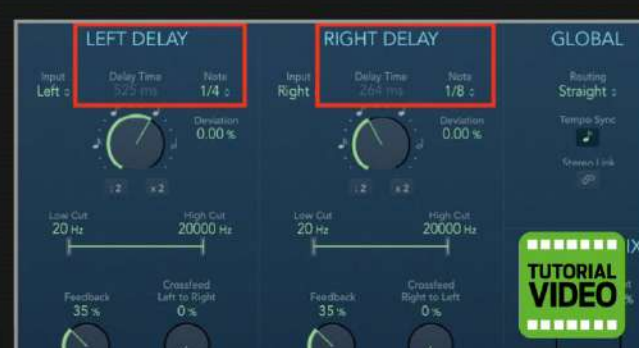 LEFT DELAY
Input
Delay Time
Note
Left
525 ms
1/4
Deviation
0.00 %
: 2
x 2
Low Cut
High Cut
20 Hz
20000 Hz
Feedback
Crossfeed
Left to Right
35 %
0 %
RIGHT DELAY
Input
Delay Time
Note
Right
264 ms
1/8
Deviation
0.00 %
: 2
x 2
Low Cut
High Cut
20 Hz
20000 Hz
Feedback
Crossfeed
Right to Left
35 %
0 %
GLOBAL
Routing
Straight
Tempo Sync
Stereo Link
IX
TUTORIAL
VIDEO